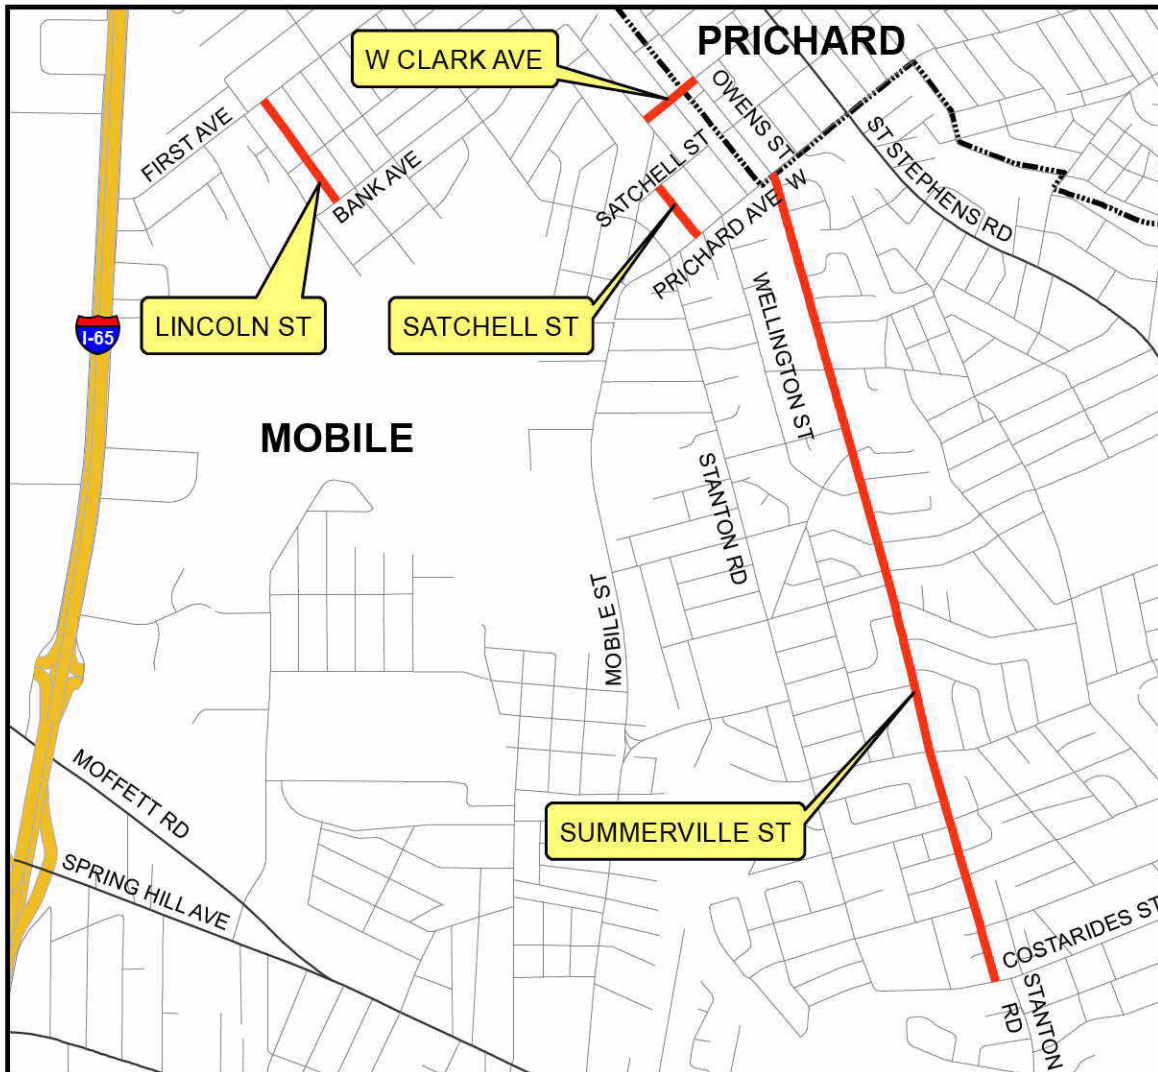 PRICHARD
W CLARK AVE
OWENS ST
FIRST AVE
ST STEPHENS RD
SATCHELL ST
BANK AVE
PRICHARD AVE W
LINCOLN ST
SATCHELL ST
I-65
WELLINGTON ST
MOBILE
STANTON RD
MOBILE ST
MOFFETT RD
SUMMERVILLE ST
SPRING HILL AVE
COSTARIDES ST
STANTON
RD